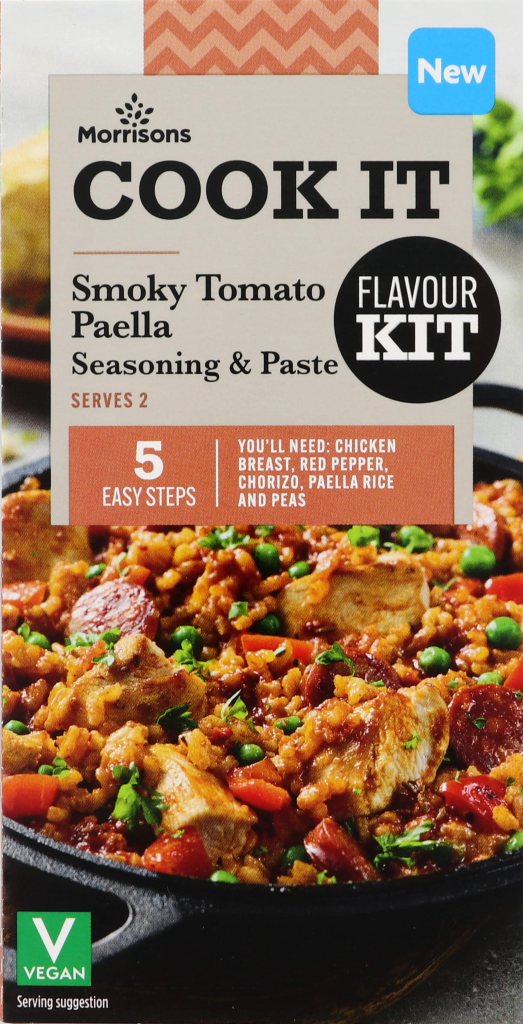 New
Morrisons
COOK IT
Smoky Tomato
Paella
Seasoning & Paste
SERVES 2
FLAVOUR
KIT
5
EASY STEPS
YOU'LL NEED: CHICKEN
BREAST, RED PEPPER,
CHORIZO, PAELLA RICE
AND PEAS
V
VEGAN
Serving suggestion